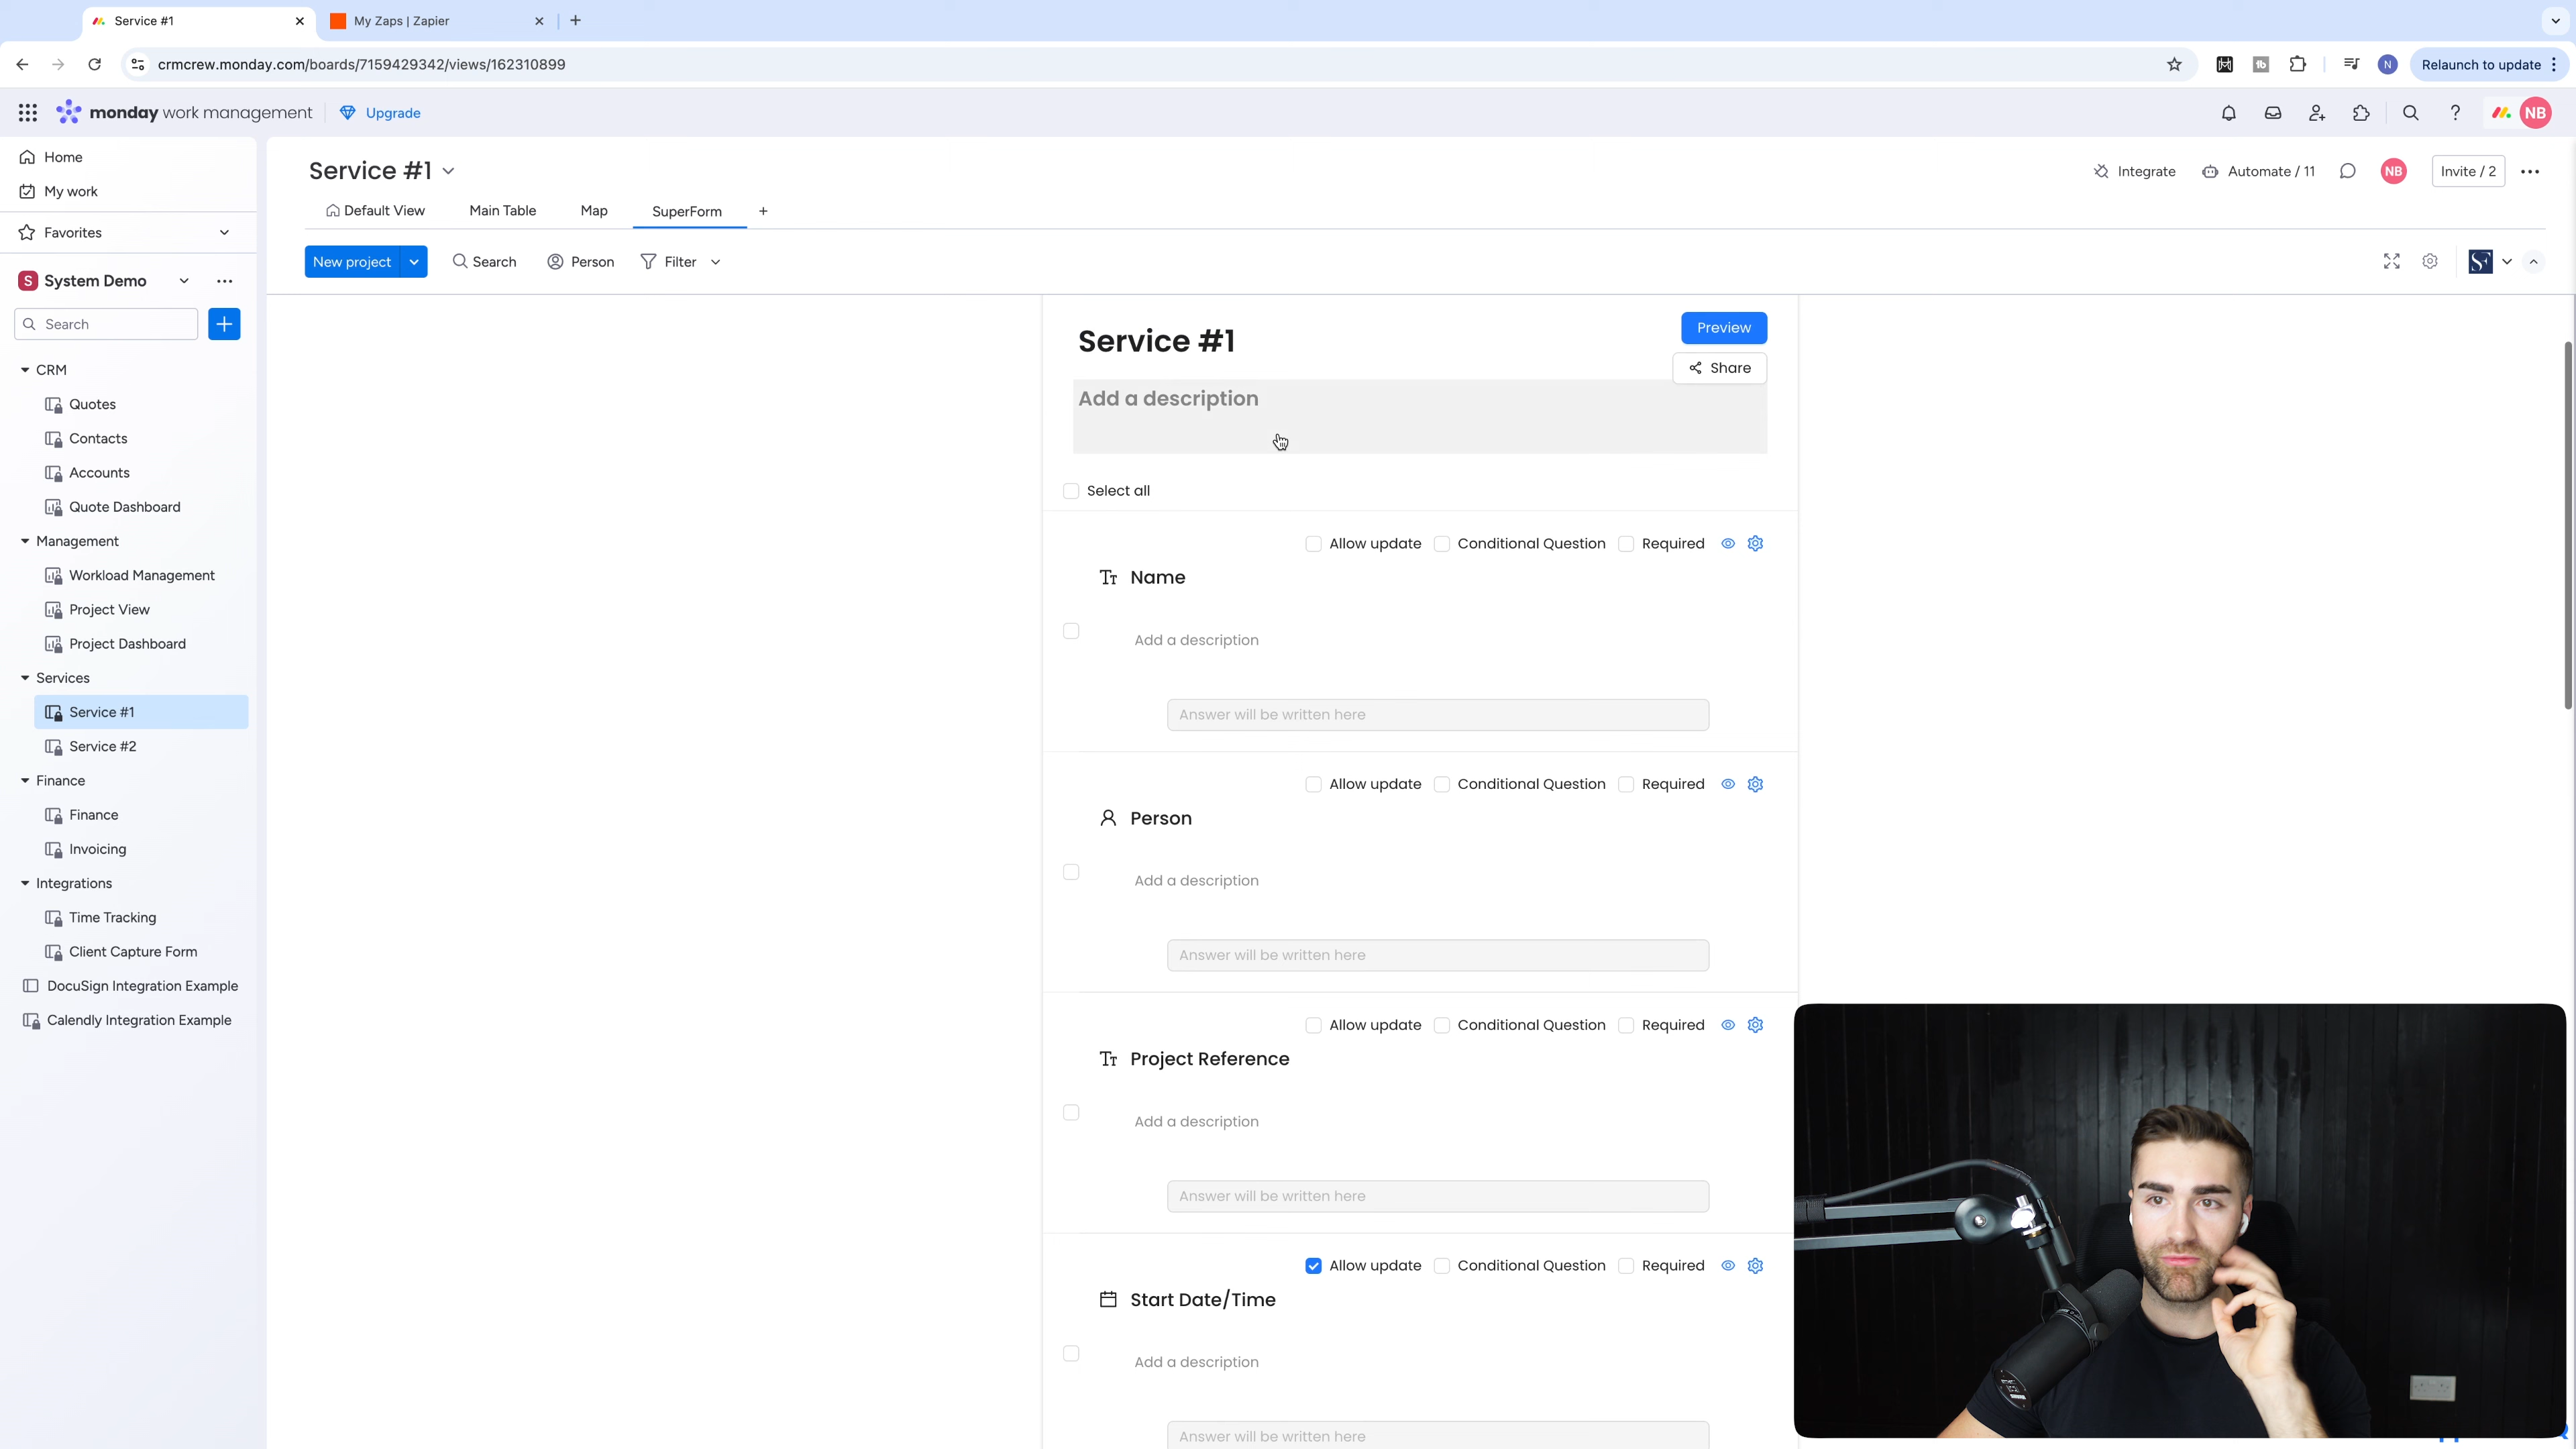 Service #1
My Zaps | Zapier
crmcrew.monday.com/boards/7159429342/views/162310899
N
Relaunch to update
monday work management
Upgrade
NB
Home
My work
Favorites
S System Demo
Search
CRM
Quotes
Contacts
Accounts
Quote Dashboard
Management
Workload Management
Project View
Project Dashboard
Services
Service #1
Service #2
Finance
Finance
Invoicing
Integrations
Time Tracking
Client Capture Form
DocuSign Integration Example
Calendly Integration Example
Service #1
Integrate
Automate / 11
NB
Invite / 2
Default View
Main Table
Map
SuperForm
New project
Search
Person
Filter
SF
Service #1
Preview
Share
Add a description
Select all
Allow update Conditional Question Required
Name
Add a description
Answer will be written here
Allow update Conditional Question Required
Person
Add a description
Answer will be written here
Allow update Conditional Question Required
Project Reference
Add a description
Answer will be written here
Allow update Conditional Question Required
Start Date/Time
Add a description
Answer will be written here